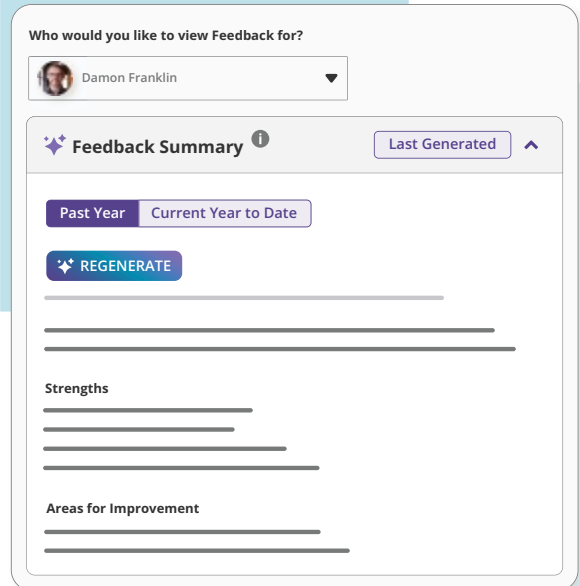 Who would you like to view Feedback for?
Damon Franklin
Feedback Summary
Last Generated
Past Year
Current Year to Date
REGENERATE
Strengths
Areas for Improvement